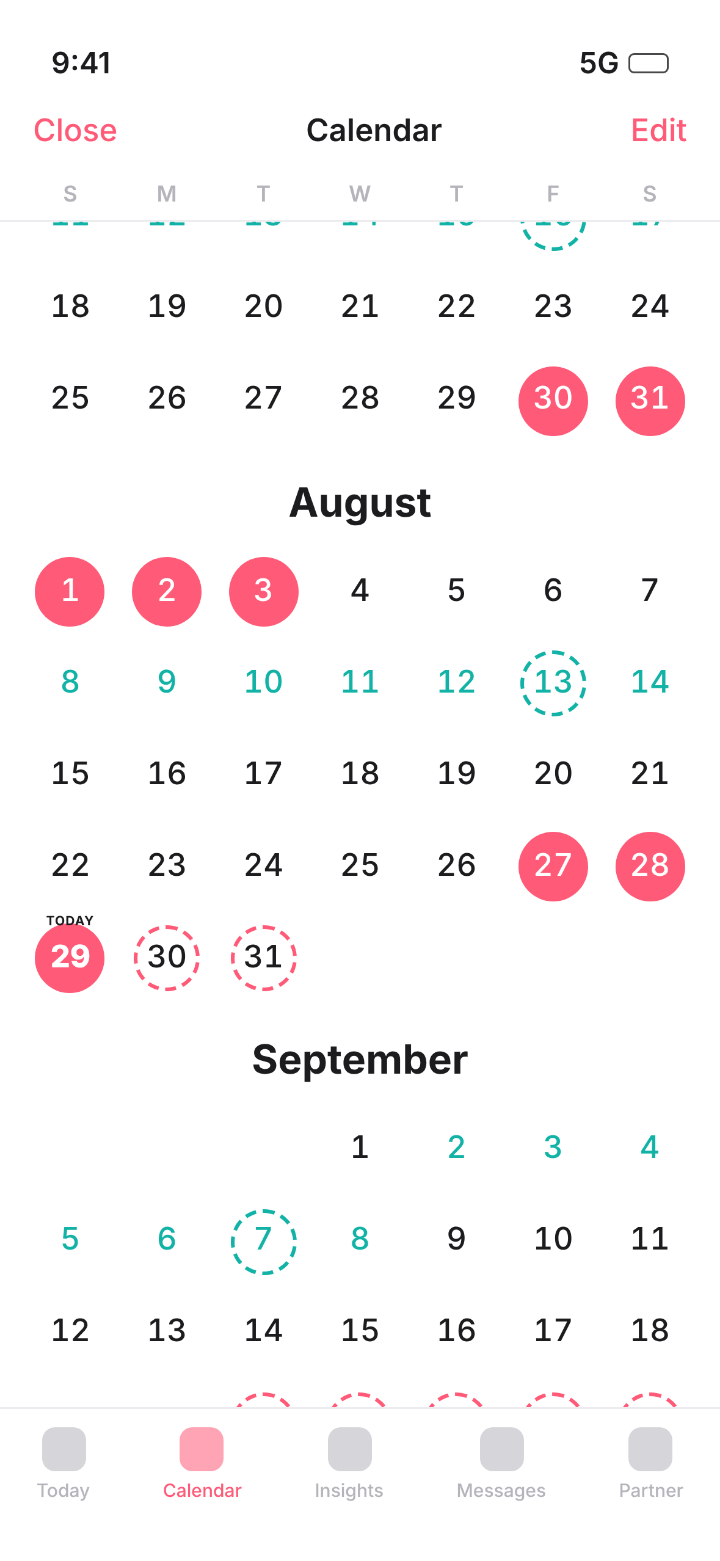 9:41 5G
Close Calendar Edit
S M T W T F S
18 19 20 21 22 23 24
25 26 27 28 29 30 31
August
1 2 3 4 5 6 7
8 9 10 11 12 13 14
15 16 17 18 19 20 21
22 23 24 25 26 27 28
TODAY
29 30 31
September
1 2 3 4
5 6 7 8 9 10 11
12 13 14 15 16 17 18
Today Calendar Insights Messages Partner